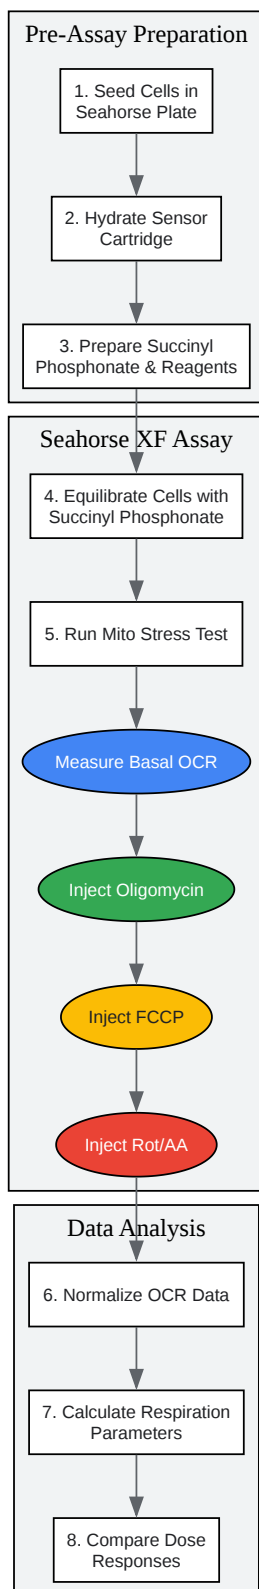 Pre-Assay Preparation
1. Seed Cells in
Seahorse Plate
2. Hydrate Sensor
Cartridge
3. Prepare Succinyl
Phosphonate & Reagents
Seahorse XF Assay
4. Equilibrate Cells with
Succinyl Phosphonate
5. Run Mito Stress Test
Measure Basal OCR
Inject Oligomycin
Inject FCCP
Inject Rot/AA
Data Analysis
6. Normalize OCR Data
7. Calculate Respiration
Parameters
8. Compare Dose
Responses